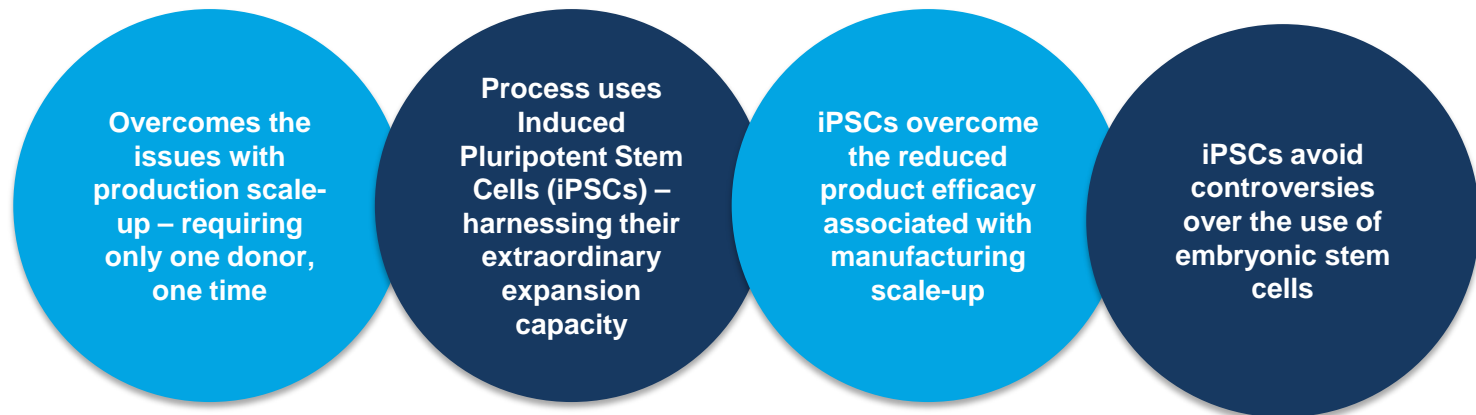 Overcomes the
issues with
production scale-
up – requiring
only one donor,
one time
Process uses
Induced
Pluripotent Stem
Cells (iPSCs) –
harnessing their
extraordinary
expansion
capacity
iPSCs overcome
the reduced
product efficacy
associated with
manufacturing
scale-up
iPSCs avoid
controversies
over the use of
embryonic stem
cells